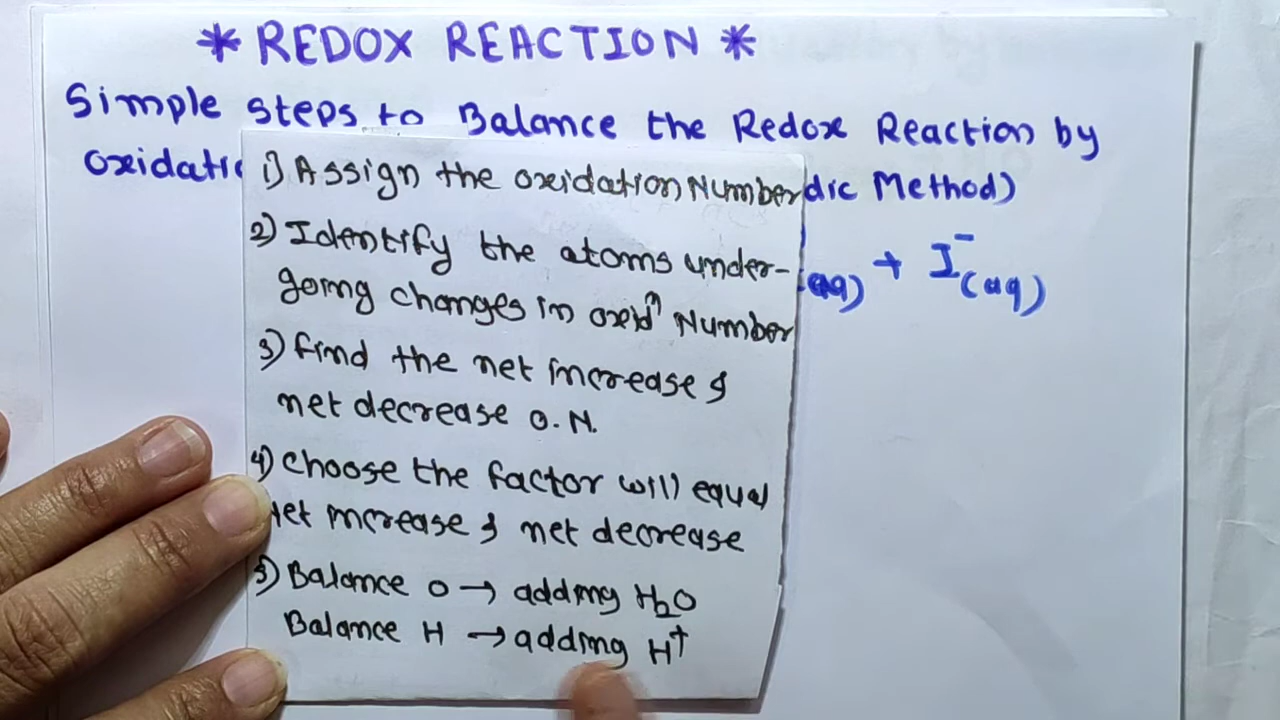 * REDOX REACTION *
Simple steps to Balance the Redox Reaction by
oxidatio
dic Method)
(aq) + I⁻(aq)
1) Assign the oxidation Number
2) Identify the atoms under-
going changes in oxidⁿ Number
3) find the net increase &
net decrease O.N.
4) choose the factor will equal
net increase & net decrease
5) Balance O → adding H₂O
Balance H → adding H⁺